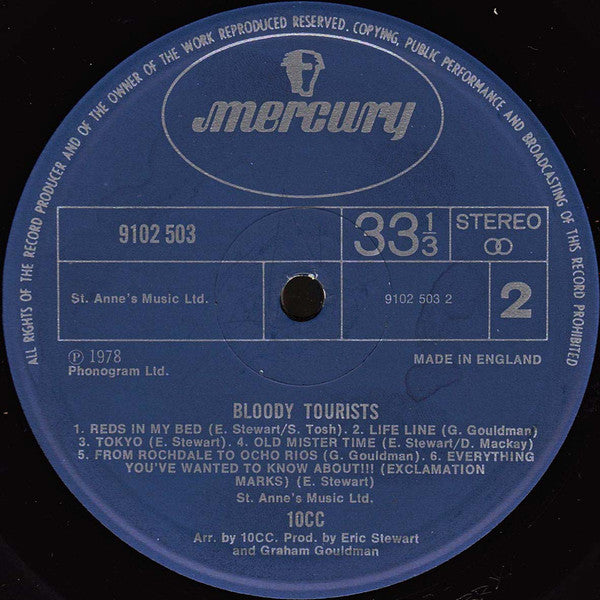 ALL RIGHTS OF THE RECORD PRODUCER AND OF THE OWNER OF THE WORK REPRODUCED RESERVED. COPYING, PUBLIC PERFORMANCE AND BROADCASTING OF THIS RECORD PROHIBITED
mercury
9102 503
33 1/3
STEREO
St. Anne's Music Ltd.
9102 503 2
2
Ⓟ 1978
Phonogram Ltd.
MADE IN ENGLAND
BLOODY TOURISTS
1. REDS IN MY BED (E. Stewart/S. Tosh). 2. LIFE LINE (G. Gouldman)
3. TOKYO (E. Stewart). 4. OLD MISTER TIME (E. Stewart/D. Mackay)
5. FROM ROCHDALE TO OCHO RIOS (G. Gouldman). 6. EVERYTHING
YOU'VE WANTED TO KNOW ABOUT!!! (EXCLAMATION
MARKS) (E. Stewart)
St. Anne's Music Ltd.
10CC
Arr. by 10CC. Prod. by Eric Stewart
and Graham Gouldman